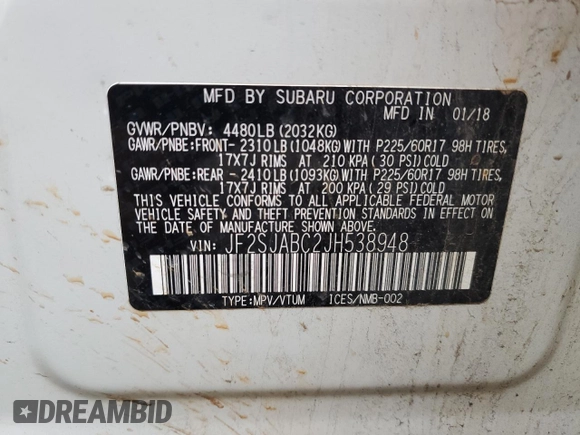 MFD BY SUBARU CORPORATION
MFD IN 01/18
GVWR/PNBV: 4480LB(2032KG)
GAWR/PNBE:FRONT- 2310LB(1048KG)WITH P225/60R17 98H TIRES,
17X7J RIMS AT 210 KPA(30 PSI)COLD
GAWR/PNBE:REAR - 2410LB(1093KG)WITH P225/60R17 98H TIRES,
17X7J RIMS AT 200 KPA(29 PSI)COLD
THIS VEHICLE CONFORMS TO ALL APPLICABLE FEDERAL MOTOR
VEHICLE SAFETY AND THEFT PREVENTION STANDARDS IN EFFECT ON
THE DATE OF MANUFACTURE SHOWN ABOVE.
VIN: JF2SJABC2JH538948
TYPE:MPV/VTUM ICES/NMB-002
DREAMBID